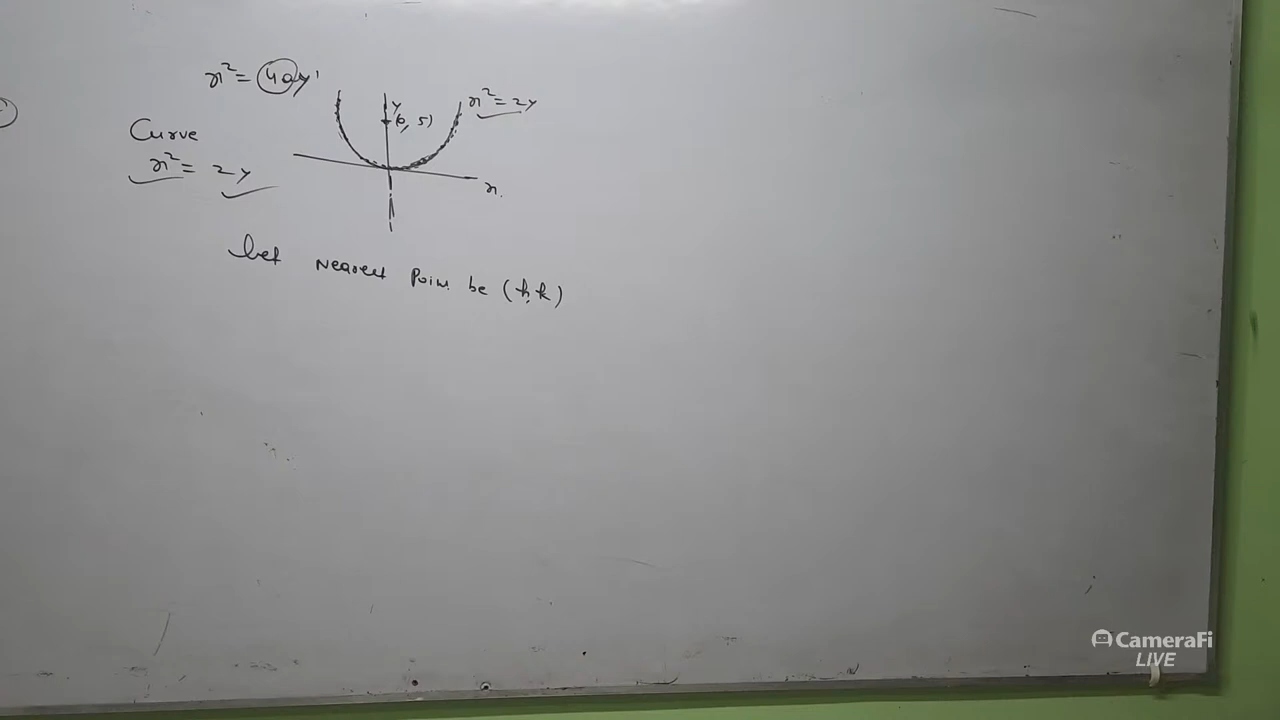 x² = 4ay
Curve
x² = 2y
y
(0, 5)
x² = 2y
x
let nearest point be (h, k)
CameraFi
LIVE